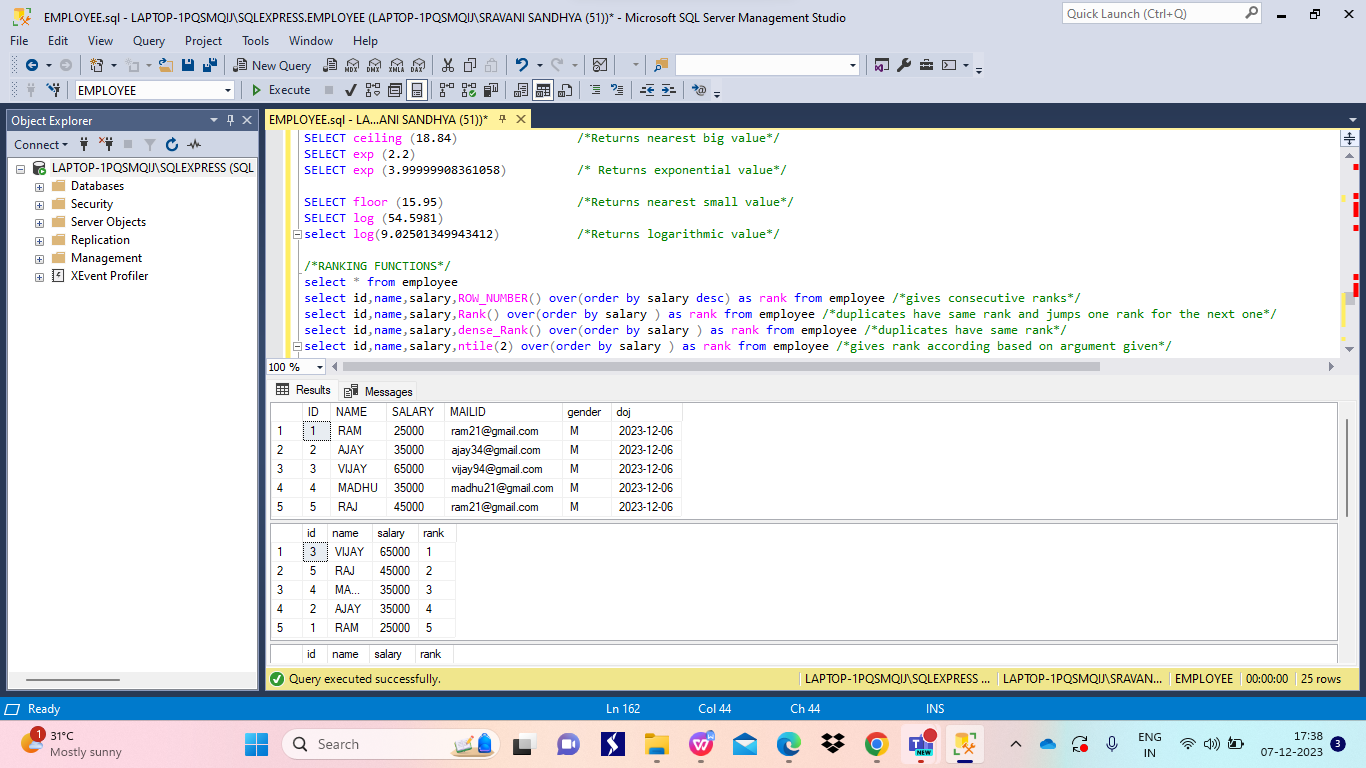 EMPLOYEE.sql - LAPTOP-1PQSMQIJ\SQLEXPRESS.EMPLOYEE (LAPTOP-1PQSMQIJ\SRAVANI SANDHYA (51))* - Microsoft SQL Server Management Studio
Quick Launch (Ctrl+Q)
File Edit View Query Project Tools Window Help
New Query MDX DMX XMLA DAX
EMPLOYEE Execute
Object Explorer
Connect
LAPTOP-1PQSMQIJ\SQLEXPRESS (SQL
Databases
Security
Server Objects
Replication
Management
XEvent Profiler
EMPLOYEE.sql - LA...ANI SANDHYA (51))*
SELECT ceiling (18.84) /*Returns nearest big value*/
SELECT exp (2.2)
SELECT exp (3.99999908361058) /* Returns exponential value*/
SELECT floor (15.95) /*Returns nearest small value*/
SELECT log (54.5981)
select log(9.02501349943412) /*Returns logarithmic value*/
/*RANKING FUNCTIONS*/
select * from employee
select id,name,salary,ROW_NUMBER() over(order by salary desc) as rank from employee /*gives consecutive ranks*/
select id,name,salary,Rank() over(order by salary ) as rank from employee /*duplicates have same rank and jumps one rank for the next one*/
select id,name,salary,dense_Rank() over(order by salary ) as rank from employee /*duplicates have same rank*/
select id,name,salary,ntile(2) over(order by salary ) as rank from employee /*gives rank according based on argument given*/
100 %
Results Messages
ID NAME SALARY MAILID gender doj
1 1 RAM 25000 ram21@gmail.com M 2023-12-06
2 2 AJAY 35000 ajay34@gmail.com M 2023-12-06
3 3 VIJAY 65000 vijay94@gmail.com M 2023-12-06
4 4 MADHU 35000 madhu21@gmail.com M 2023-12-06
5 5 RAJ 45000 ram21@gmail.com M 2023-12-06
id name salary rank
1 3 VIJAY 65000 1
2 5 RAJ 45000 2
3 4 MA... 35000 3
4 2 AJAY 35000 4
5 1 RAM 25000 5
id name salary rank
Query executed successfully. LAPTOP-1PQSMQIJ\SQLEXPRESS ... LAPTOP-1PQSMQIJ\SRAVAN... EMPLOYEE 00:00:00 25 rows
Ready Ln 162 Col 44 Ch 44 INS
1 31°C
Mostly sunny
Search
NEW
ENG
IN
17:38
07-12-2023
3